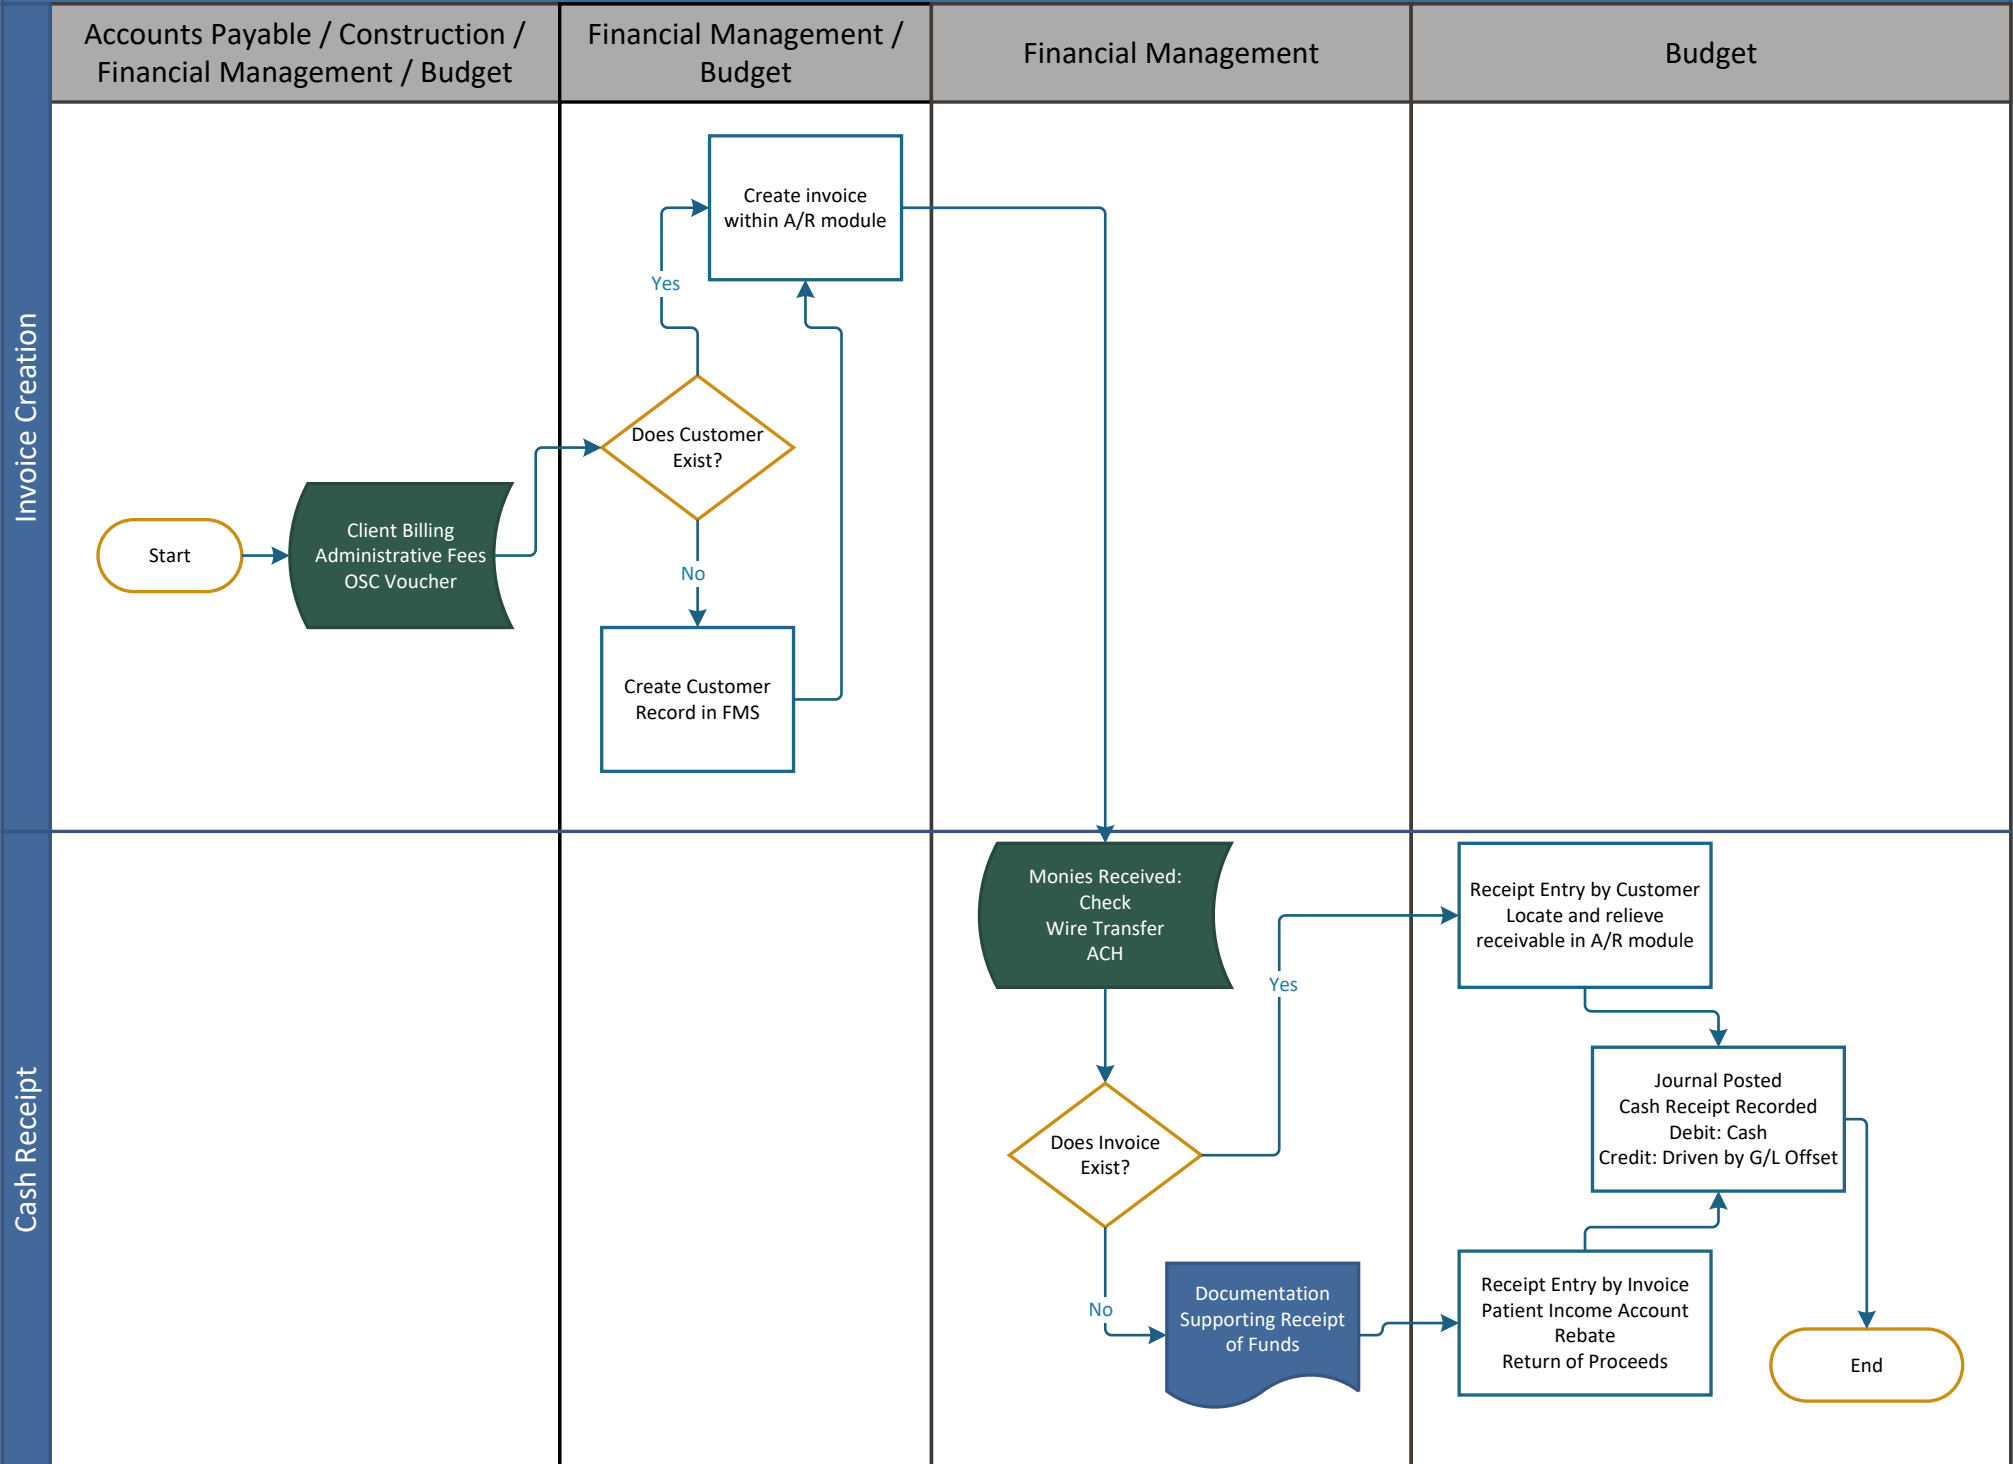 Accounts Payable / Construction /
Financial Management / Budget
Financial Management /
Budget
Financial Management
Budget
Invoice Creation
Start
Client Billing
Administrative Fees
OSC Voucher
Does Customer
Exist?
Yes
No
Create invoice
within A/R module
Create Customer
Record in FMS
Cash Receipt
Monies Received:
Check
Wire Transfer
ACH
Does Invoice
Exist?
Yes
No
Documentation
Supporting Receipt
of Funds
Receipt Entry by Customer
Locate and relieve
receivable in A/R module
Journal Posted
Cash Receipt Recorded
Debit: Cash
Credit: Driven by G/L Offset
Receipt Entry by Invoice
Patient Income Account
Rebate
Return of Proceeds
End